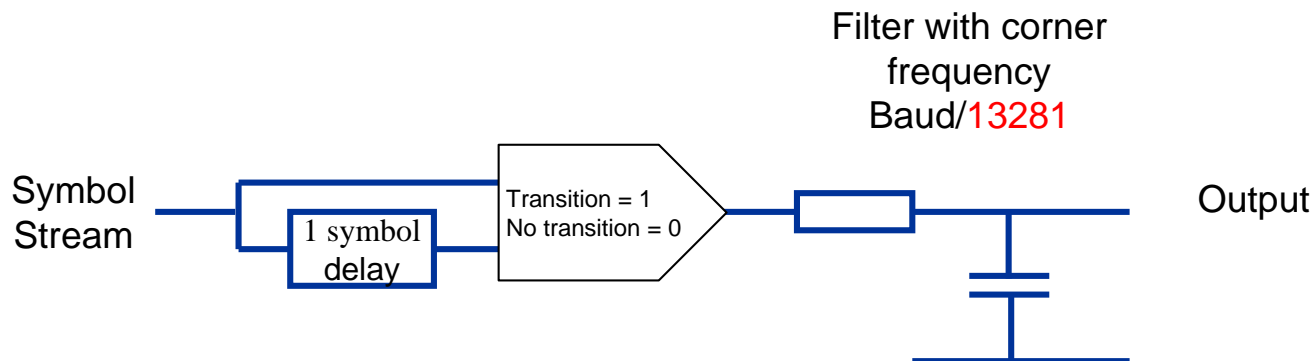 Filter with corner
frequency
Baud/13281
Symbol
Stream
1 symbol
delay
Transition = 1
No transition = 0
Output